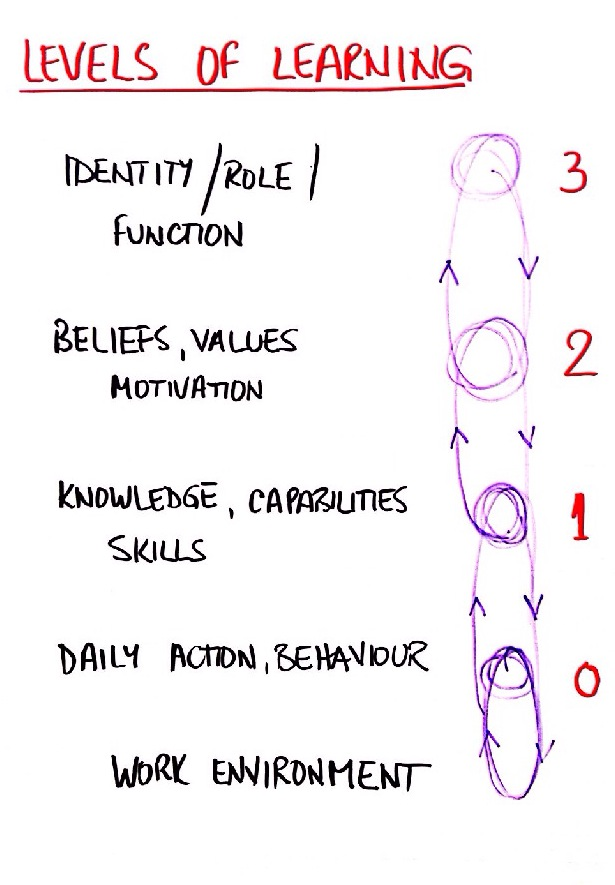 LEVELS OF LEARNING
IDENTITY / ROLE / 3
FUNCTION
BELIEFS, VALUES 2
MOTIVATION
KNOWLEDGE, CAPABILITIES 1
SKILLS
DAILY ACTION, BEHAVIOUR 0
WORK ENVIRONMENT